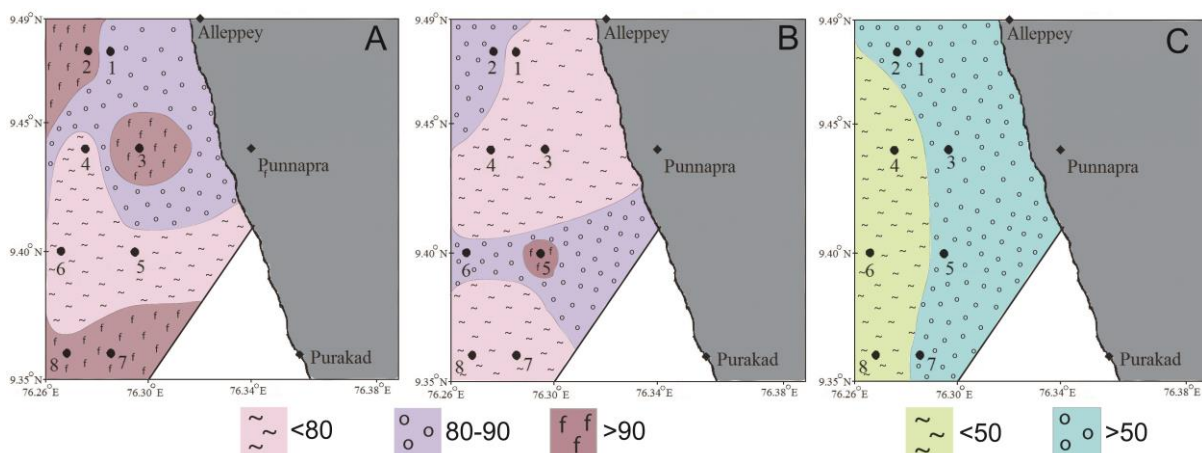 A
9.49°N
Alleppey
2 1
9.45°N
4 3
Punnapra
9.40°N
6 5
8 7
Purakad
9.35°N
76.26°E 76.30°E 76.34°E 76.38°E
B
9.49°N
Alleppey
2 1
9.45°N
4 3
Punnapra
9.40°N
6 5
8 7
Purakad
9.35°N
76.26°E 76.30°E 76.34°E 76.38°E
C
9.49°N
Alleppey
2 1
9.45°N
4 3
Punnapra
9.40°N
6 5
8 7
Purakad
9.35°N
76.26°E 76.30°E 76.34°E 76.38°E
<80 80-90 >90 <50 >50